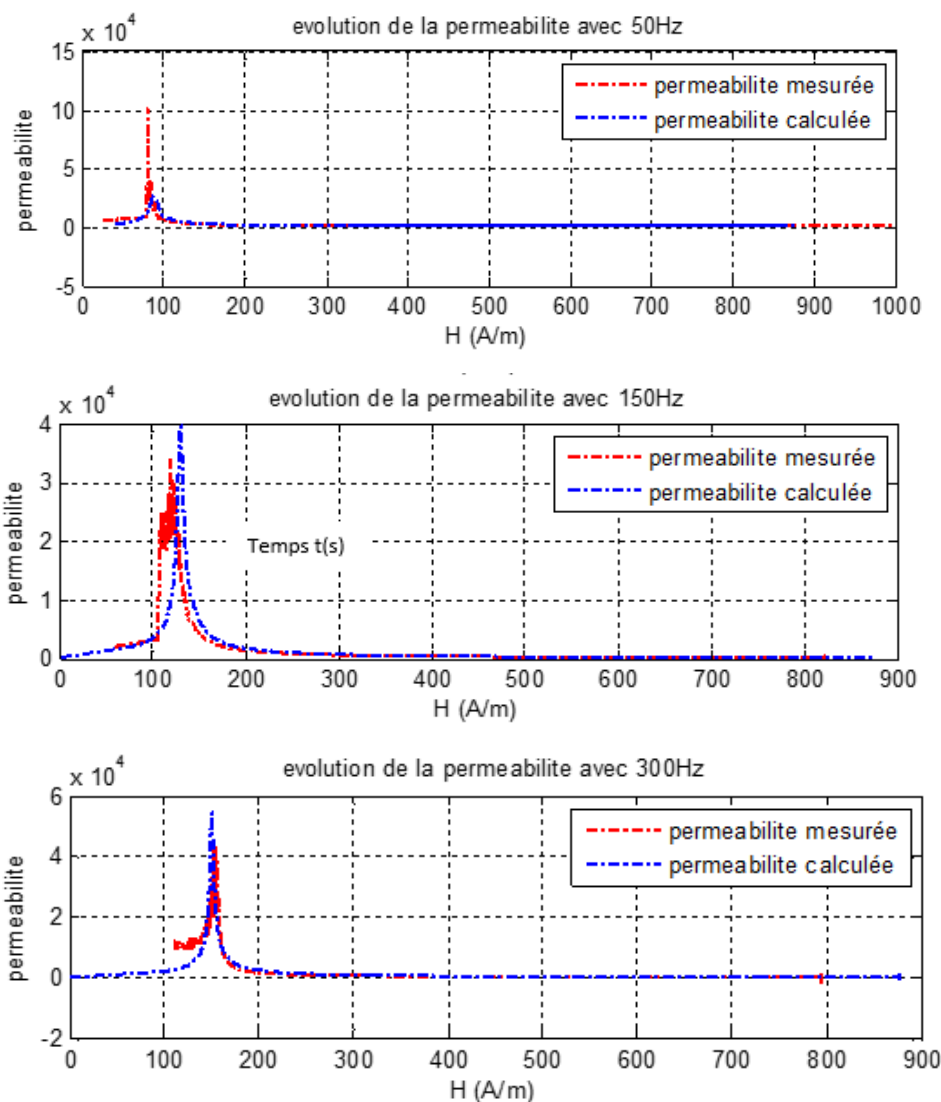 evolution de la permeabilite avec 50Hz
x 10^4
permeabilite mesurée
permeabilite calculée
15
10
5
0
-5
permeabilite
0 100 200 300 400 500 600 700 800 900 1000
H (A/m)
evolution de la permeabilite avec 150Hz
x 10^4
permeabilite mesurée
permeabilite calculée
Temps t(s)
4
3
2
1
0
permeabilite
0 100 200 300 400 500 600 700 800 900
H (A/m)
evolution de la permeabilite avec 300Hz
x 10^4
permeabilite mesurée
permeabilite calculée
6
4
2
0
-2
permeabilite
0 100 200 300 400 500 600 700 800 900
H (A/m)